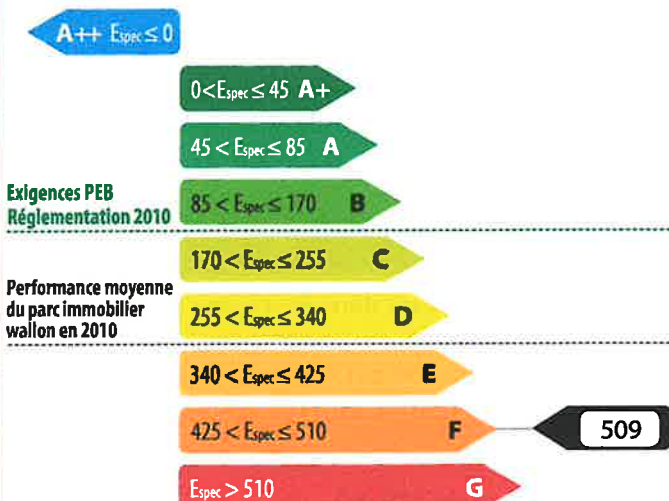 A++ Espec ≤ 0
0 < Espec ≤ 45 A+
45 < Espec ≤ 85 A
Exigences PEB
Réglementation 2010
85 < Espec ≤ 170 B
170 < Espec ≤ 255 C
Performance moyenne
du parc immobilier
wallon en 2010
255 < Espec ≤ 340 D
340 < Espec ≤ 425 E
425 < Espec ≤ 510 F
509
Espec > 510 G